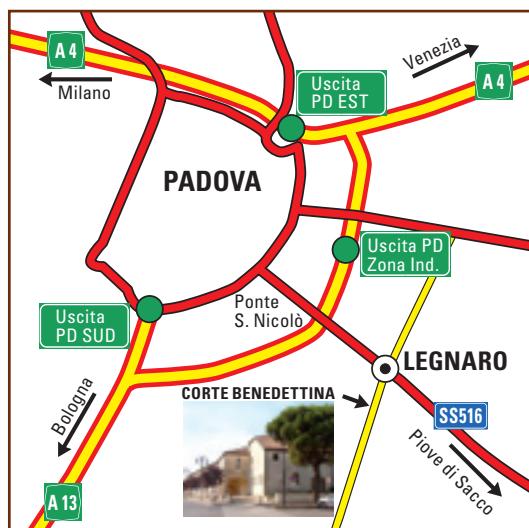 A 4
Milano
Uscita
PD EST
Venezia
A 4
PADOVA
Uscita PD
Zona Ind.
Ponte
S. Nicolò
Uscita
PD SUD
LEGNARO
CORTE BENEDETTINA
Bologna
SS516
Piove di Sacco
A 13